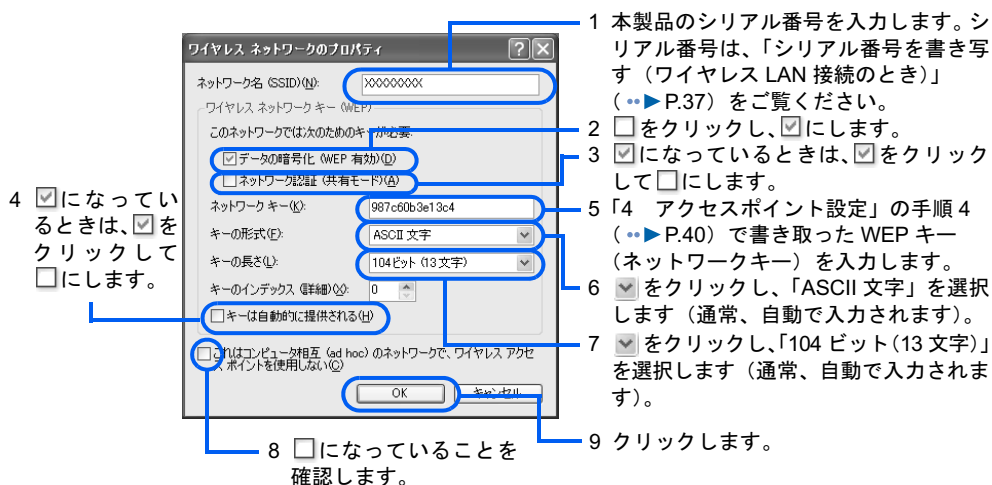 ワイヤレス ネットワークのプロパティ
ネットワーク名 (SSID)(N):
XXXXXXXX
ワイヤレス ネットワーク キー (WEP)
このネットワークでは次のためのキーが必要:
データの暗号化 (WEP 有効)(D)
ネットワーク認証 (共有モード)(A)
ネットワーク キー(K):
987c60b3e13c4
キーの形式(F):
ASCII 文字
キーの長さ(L):
104 ビット (13 文字)
キーのインデックス (詳細)(X):
0
キーは自動的に提供される(H)
これはコンピュータ相互 (ad hoc) のネットワークで、ワイヤレス アクセ
ス ポイントを使用しない(C)
OK
キャンセル
1 本製品のシリアル番号を入力します。シ
リアル番号は、「シリアル番号を書き写
す（ワイヤレス LAN 接続のとき）」
（ ••▶ P.37）をご覧ください。
2 □をクリックし、☑にします。
3 ☑になっているときは、☑をクリック
して□にします。
4 ☑になってい
るときは、☑を
クリックして
□にします。
5 「4　アクセスポイント設定」の手順 4
（ ••▶ P.40）で書き取った WEP キー
（ネットワークキー）を入力します。
6 をクリックし、「ASCII 文字」を選択
します（通常、自動で入力されます）。
7 をクリックし、「104 ビット（13 文字）」
を選択します（通常、自動で入力されま
す）。
8 □になっていることを
確認します。
9 クリックします。